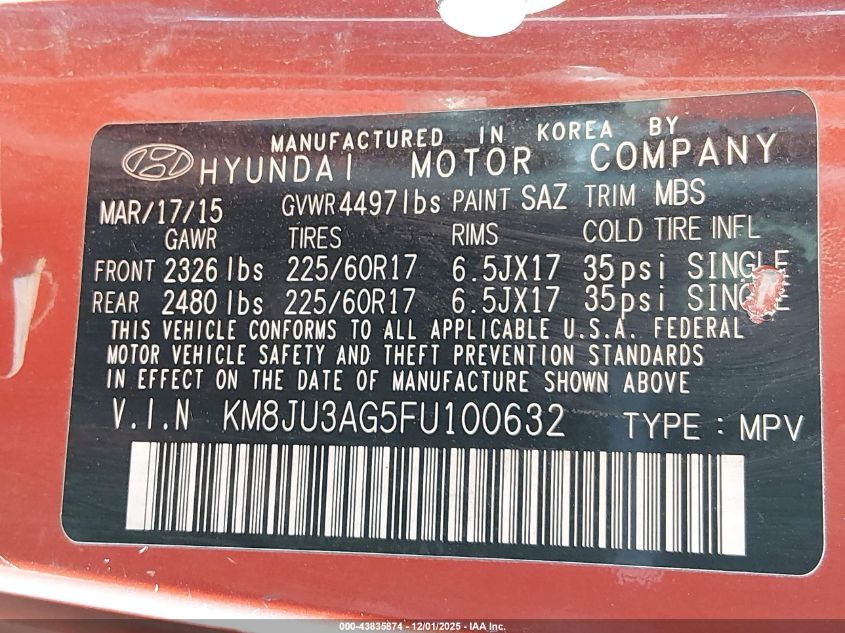 MANUFACTURED IN KOREA BY
HYUNDAI MOTOR COMPANY
MAR/17/15 GVWR 4497lbs PAINT SAZ TRIM MBS
GAWR TIRES RIMS COLD TIRE INFL
FRONT 2326 lbs 225/60R17 6.5JX17 35psi SINGLE
REAR 2480 lbs 225/60R17 6.5JX17 35psi SINGLE
THIS VEHICLE CONFORMS TO ALL APPLICABLE U.S.A. FEDERAL
MOTOR VEHICLE SAFETY AND THEFT PREVENTION STANDARDS
IN EFFECT ON THE DATE OF MANUFACTURE SHOWN ABOVE
V.I.N KM8JU3AG5FU100632 TYPE : MPV
000-43835874 - 12/01/2025 - IAA Inc.